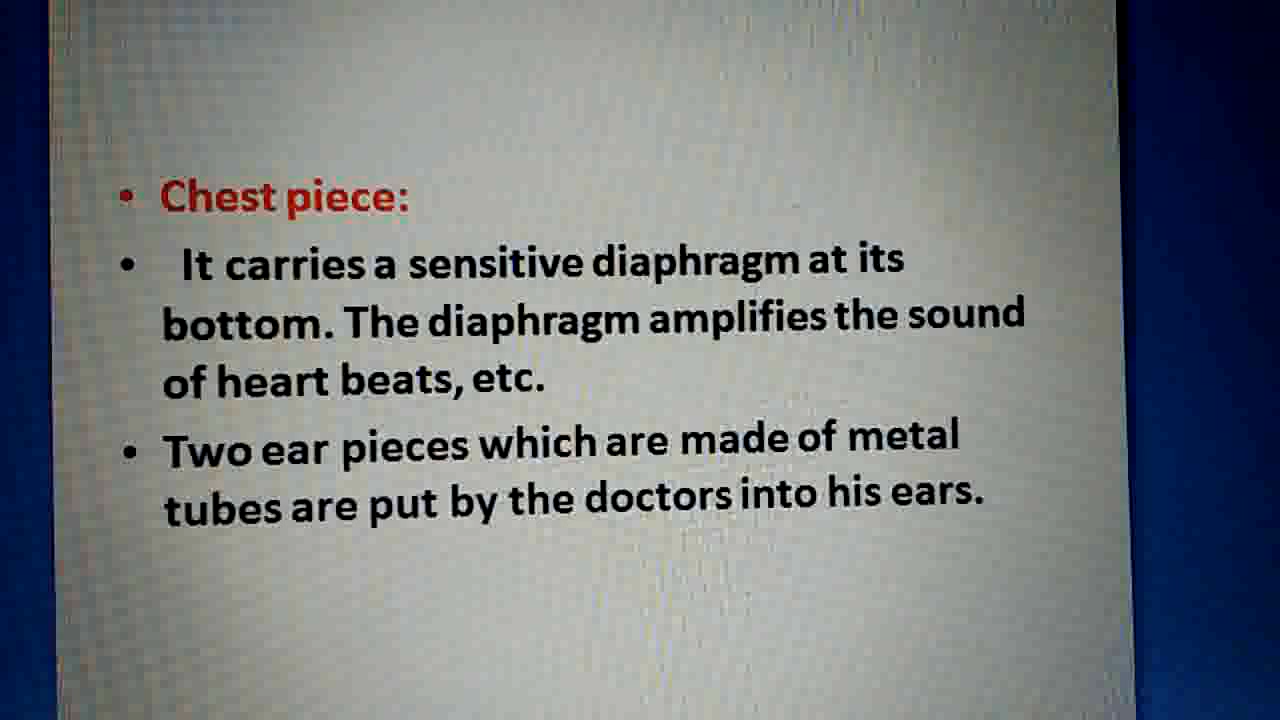 • Chest piece:
• It carries a sensitive diaphragm at its
bottom. The diaphragm amplifies the sound
of heart beats, etc.
• Two ear pieces which are made of metal
tubes are put by the doctors into his ears.